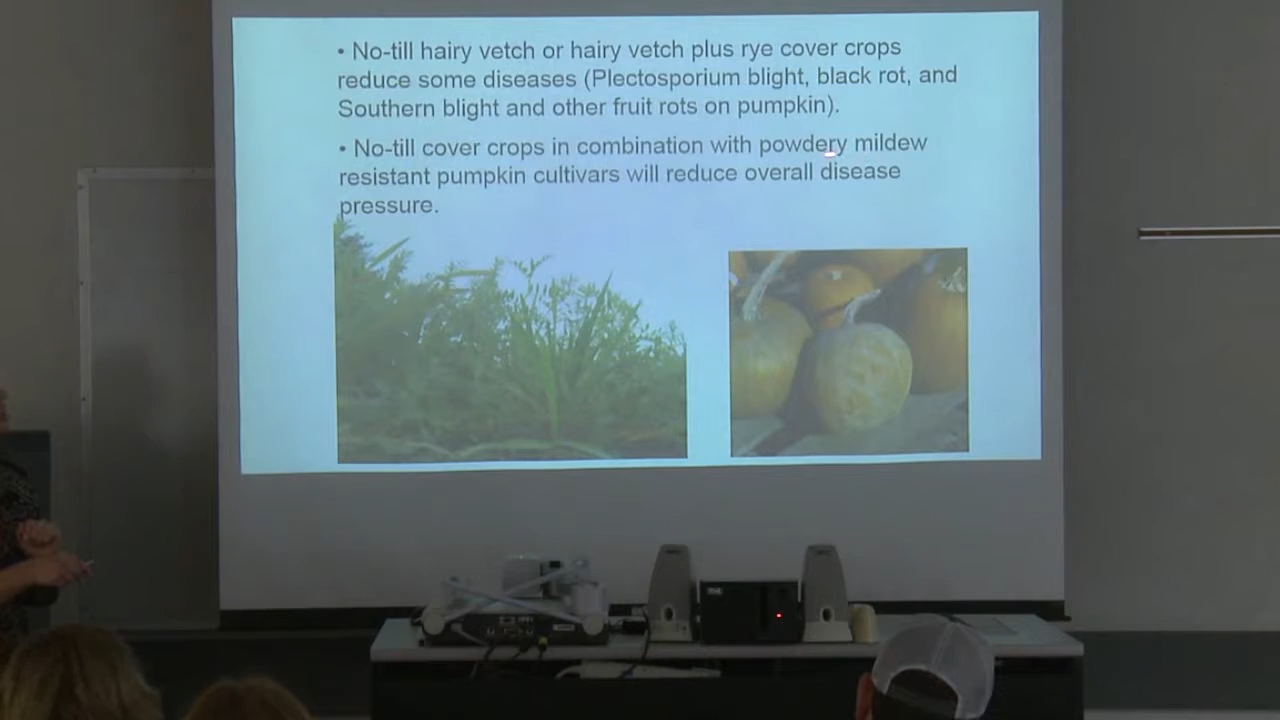 • No-till hairy vetch or hairy vetch plus rye cover crops
reduce some diseases (Plectosporium blight, black rot, and
Southern blight and other fruit rots on pumpkin).
• No-till cover crops in combination with powdery mildew
resistant pumpkin cultivars will reduce overall disease
pressure.